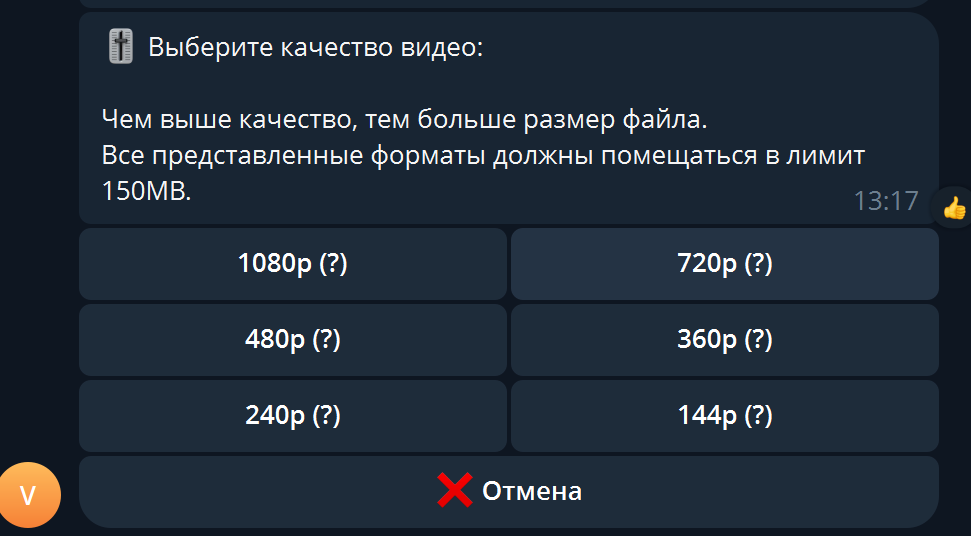 Выберите качество видео:
Чем выше качество, тем больше размер файла.
Все представленные форматы должны помещаться в лимит
150MB.
13:17
1080p (?)
720p (?)
480p (?)
360p (?)
240p (?)
144p (?)
V
Отмена